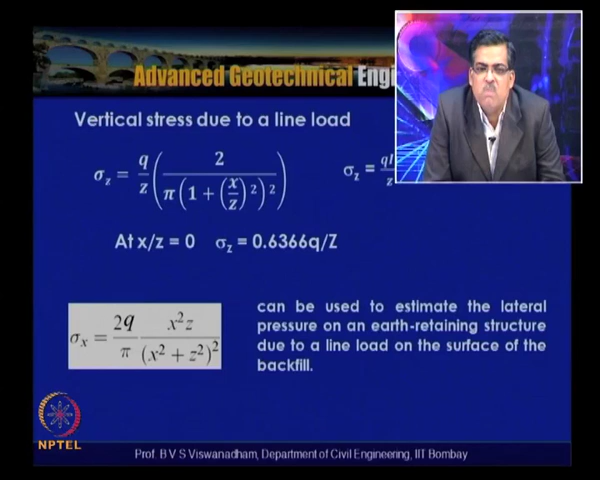 Advanced Geotechnical Engi
Vertical stress due to a line load
σz = q/z (2 / π(1 + (x/z)²)²)
σz = qI / z
At x/z = 0 σz = 0.6366q/Z
σx = 2q/π x²z/(x² + z²)²
can be used to estimate the lateral
pressure on an earth-retaining structure
due to a line load on the surface of the
backfill.
NPTEL
Prof. B V S Viswanadham, Department of Civil Engineering, IIT Bombay